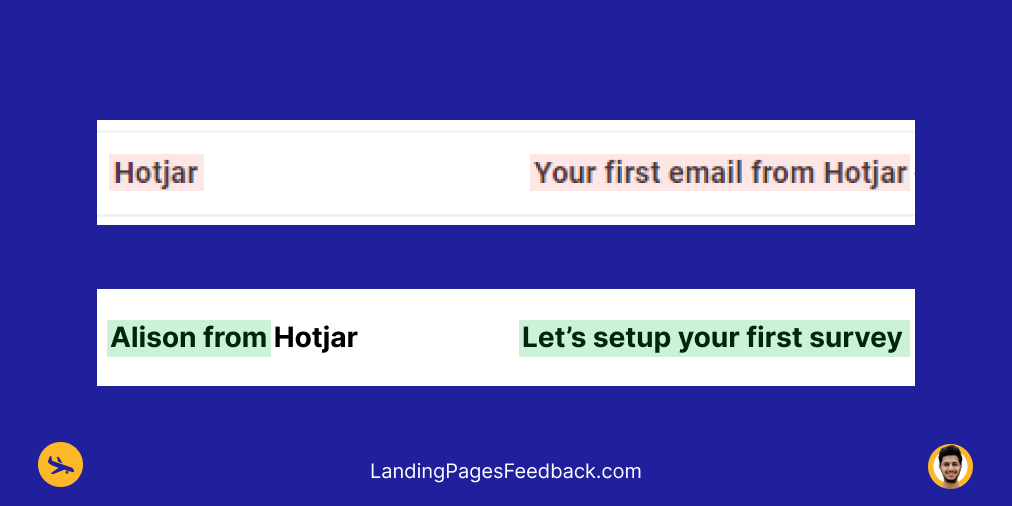 Hotjar
Your first email from Hotjar
Alison from Hotjar
Let’s setup your first survey
LandingPagesFeedback.com